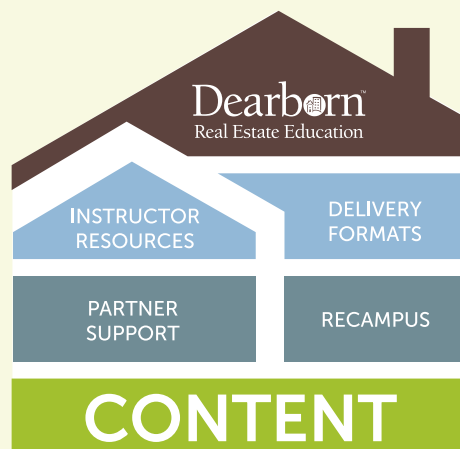 Dearborn™
Real Estate Education
INSTRUCTOR
RESOURCES
DELIVERY
FORMATS
PARTNER
SUPPORT
RECAMPUS
CONTENT